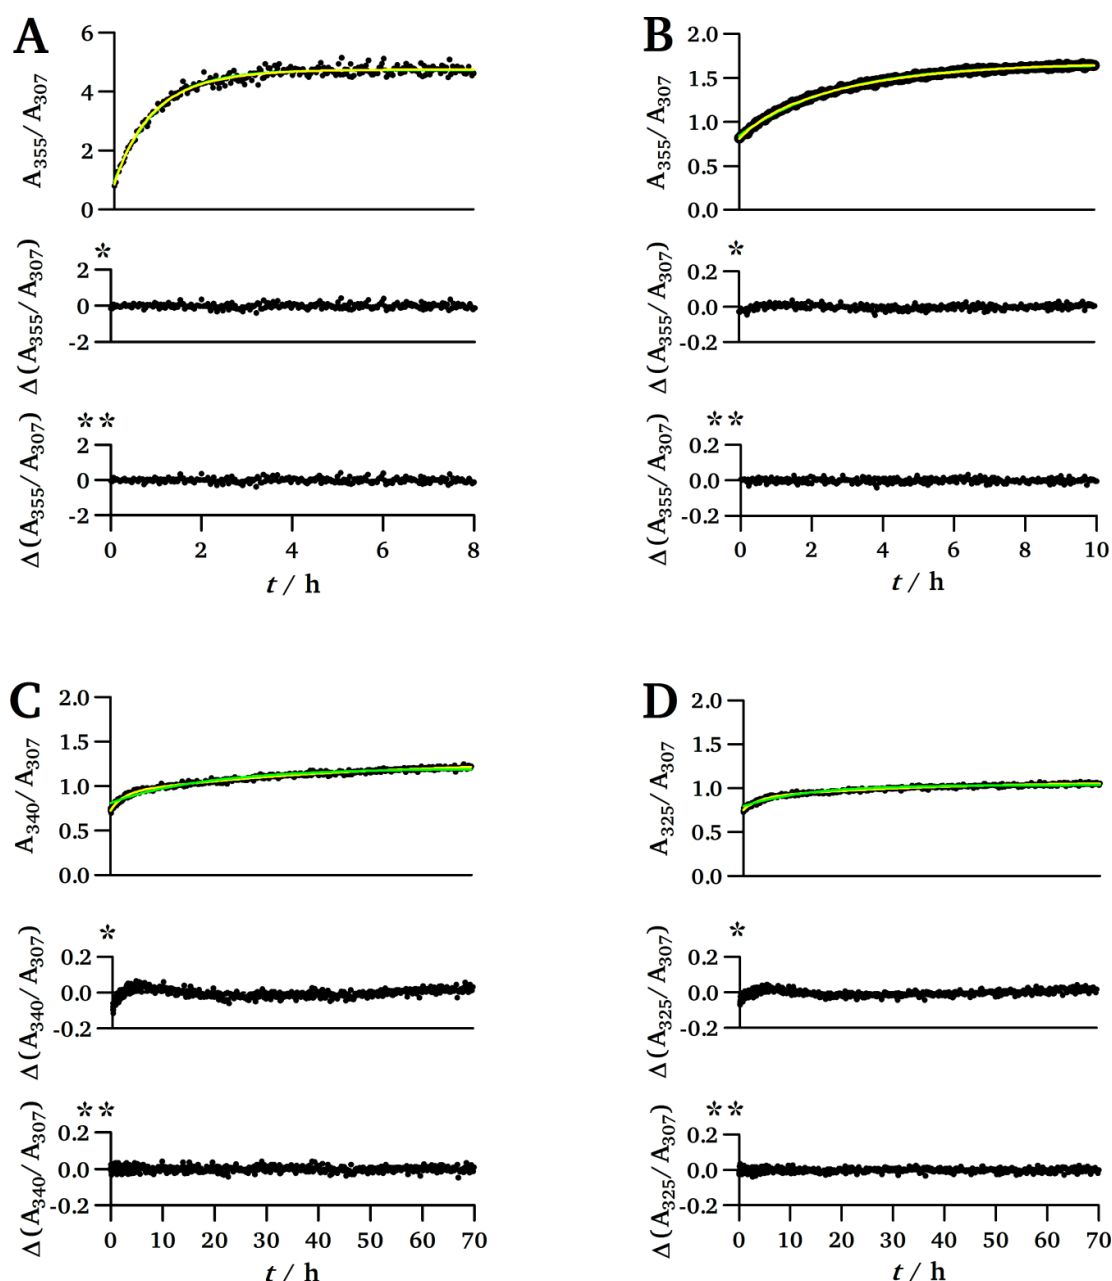 A
6
4
2
0
A355/ A307
*
2
0
-2
Δ(A355/A307)
**
2
0
-2
Δ(A355/A307)
0 2 4 6 8
t / h
B
2.0
1.5
1.0
0.5
0.0
A355/ A307
*
0.2
0.0
-0.2
Δ(A355/A307)
**
0.2
0.0
-0.2
Δ(A355/A307)
0 2 4 6 8 10
t / h
C
2.0
1.5
1.0
0.5
0.0
A340/ A307
*
0.2
0.0
-0.2
Δ(A340/A307)
**
0.2
0.0
-0.2
Δ(A340/A307)
0 10 20 30 40 50 60 70
t / h
D
2.0
1.5
1.0
0.5
0.0
A325/ A307
*
0.2
0.0
-0.2
Δ(A325/A307)
**
0.2
0.0
-0.2
Δ(A325/A307)
0 10 20 30 40 50 60 70
t / h